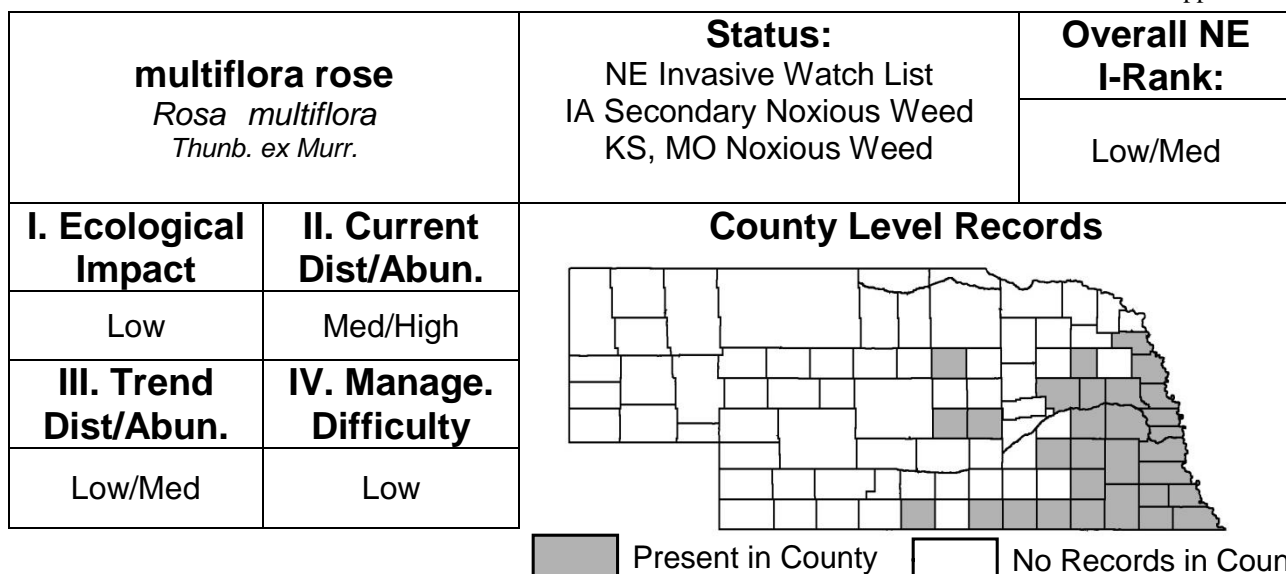 multiflora rose
Rosa multiflora
Thunb. ex Murr.
Status:
NE Invasive Watch List
IA Secondary Noxious Weed
KS, MO Noxious Weed
Overall NE
I-Rank:
Low/Med
I. Ecological
Impact
II. Current
Dist/Abun.
Low
Med/High
III. Trend
Dist/Abun.
IV. Manage.
Difficulty
Low/Med
Low
County Level Records
Present in County
No Records in Coun